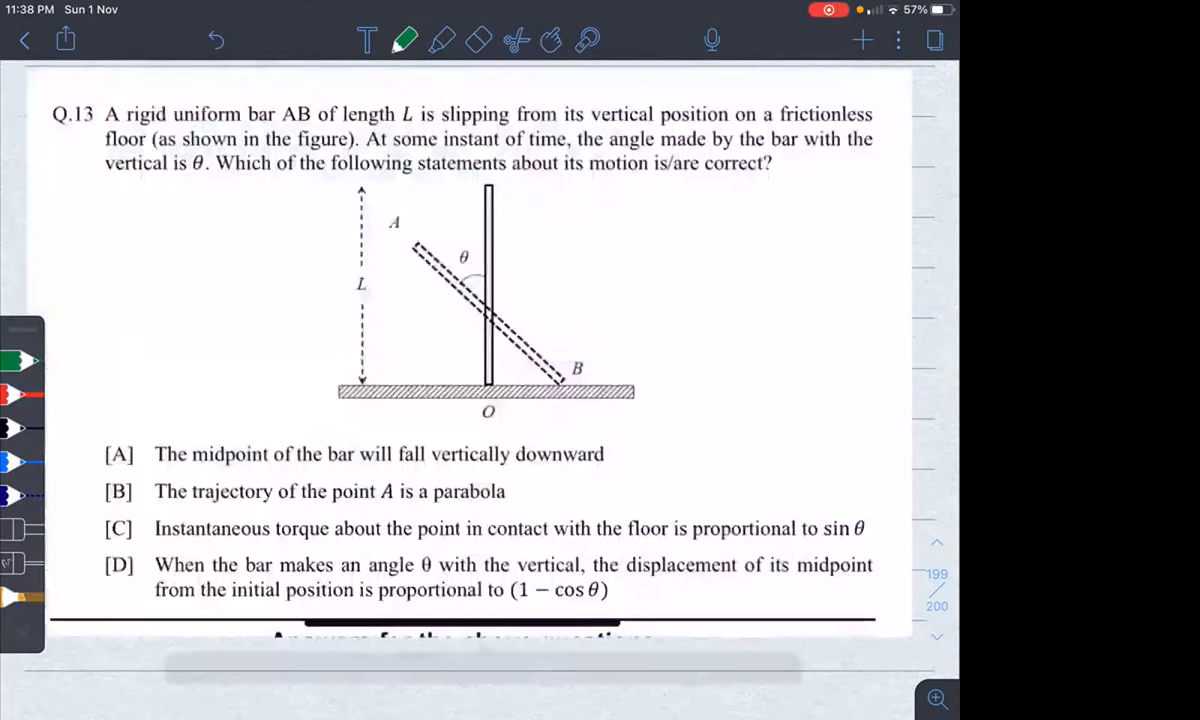 11:38 PM Sun 1 Nov
57%
T
Q.13 A rigid uniform bar AB of length L is slipping from its vertical position on a frictionless
floor (as shown in the figure). At some instant of time, the angle made by the bar with the
vertical is θ. Which of the following statements about its motion is/are correct?
A
θ
L
B
O
[A] The midpoint of the bar will fall vertically downward
[B] The trajectory of the point A is a parabola
[C] Instantaneous torque about the point in contact with the floor is proportional to sin θ
[D] When the bar makes an angle θ with the vertical, the displacement of its midpoint
from the initial position is proportional to (1 − cos θ)
199
200